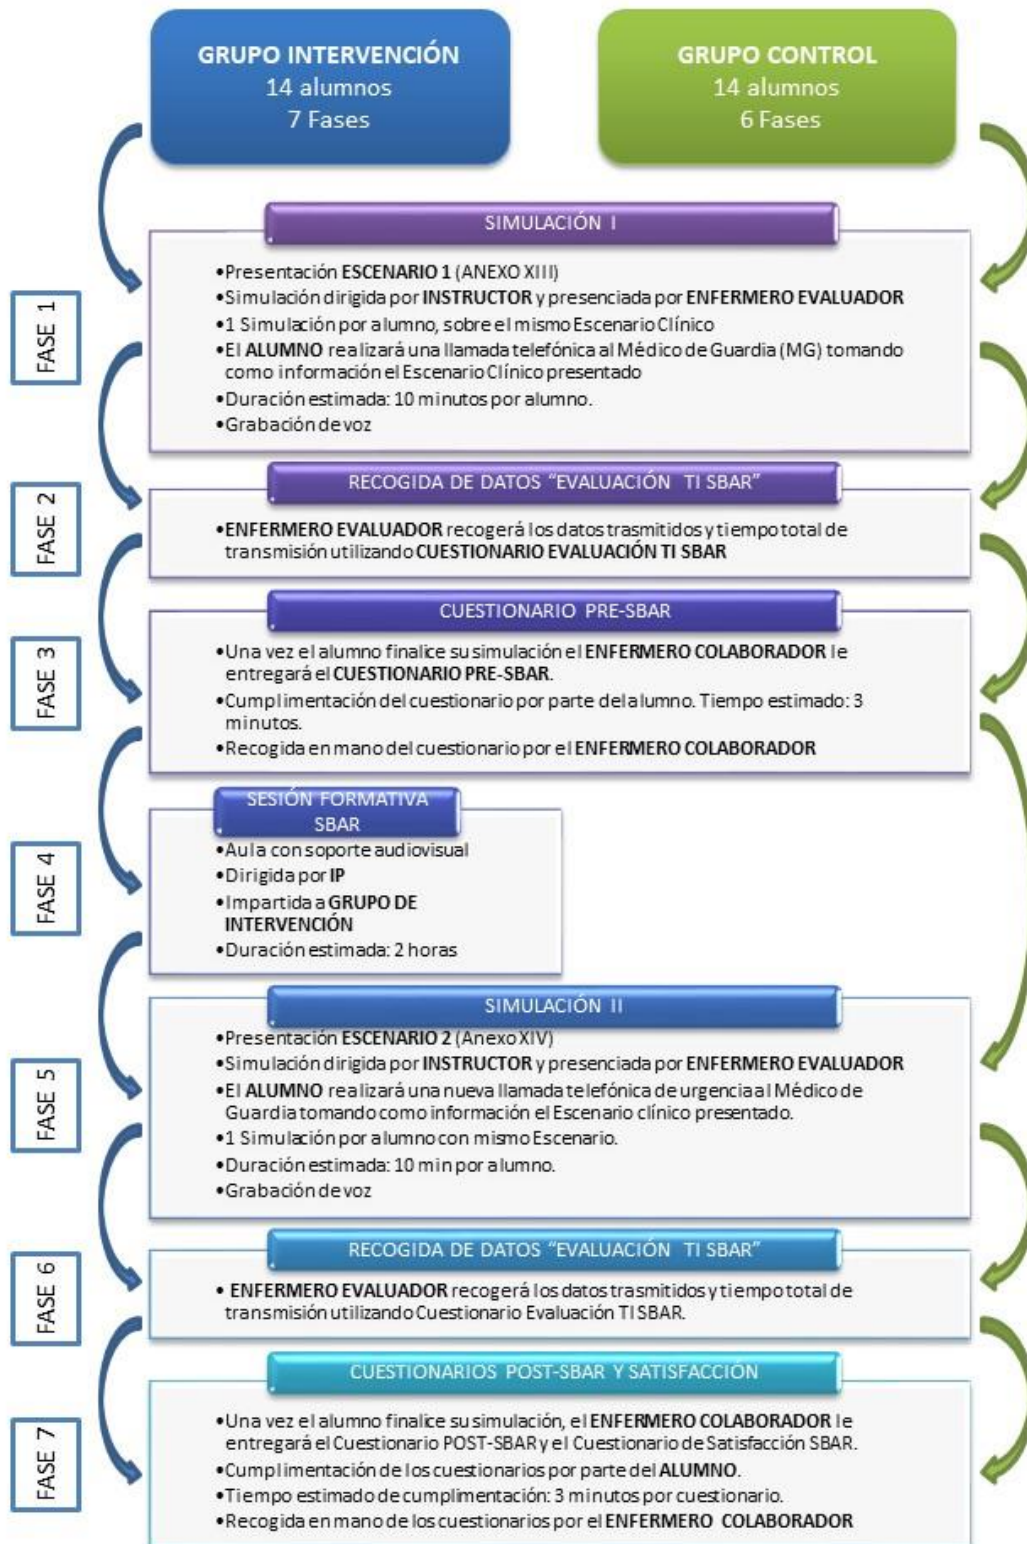 GRUPO INTERVENCIÓN
14 alumnos
7 Fases
GRUPO CONTROL
14 alumnos
6 Fases
FASE 1
SIMULACIÓN I
•Presentación ESCENARIO 1 (ANEXO XIII)
•Simulación dirigida por INSTRUCTOR y presenciada por ENFERMERO EVALUADOR
•1 Simulación por alumno, sobre el mismo Escenario Clínico
•El ALUMNO realizará una llamada telefónica al Médico de Guardia (MG) tomando
como información el Escenario Clínico presentado
•Duración estimada: 10 minutos por alumno.
•Grabación de voz
FASE 2
RECOGIDA DE DATOS “EVALUACIÓN TI SBAR”
•ENFERMERO EVALUADOR recogerá los datos trasmitidos y tiempo total de
transmisión utilizando CUESTIONARIO EVALUACIÓN TI SBAR
FASE 3
CUESTIONARIO PRE-SBAR
•Una vez el alumno finalice su simulación el ENFERMERO COLABORADOR le
entregará el CUESTIONARIO PRE-SBAR.
•Cumplimentación del cuestionario por parte del alumno. Tiempo estimado: 3
minutos.
•Recogida en mano del cuestionario por el ENFERMERO COLABORADOR
FASE 4
SESIÓN FORMATIVA
SBAR
•Aula con soporte audiovisual
•Dirigida por IP
•Impartida a GRUPO DE
INTERVENCIÓN
•Duración estimada: 2 horas
FASE 5
SIMULACIÓN II
•Presentación ESCENARIO 2 (Anexo XIV)
•Simulación dirigida por INSTRUCTOR y presenciada por ENFERMERO EVALUADOR
•El ALUMNO realizará una nueva llamada telefónica de urgencia al Médico de
Guardia tomando como información el Escenario clínico presentado.
•1 Simulación por alumno con mismo Escenario.
•Duración estimada: 10 min por alumno.
•Grabación de voz
FASE 6
RECOGIDA DE DATOS “EVALUACIÓN TI SBAR”
• ENFERMERO EVALUADOR recogerá los datos trasmitidos y tiempo total de
transmisión utilizando Cuestionario Evaluación TI SBAR.
FASE 7
CUESTIONARIOS POST-SBAR Y SATISFACCIÓN
•Una vez el alumno finalice su simulación, el ENFERMERO COLABORADOR le
entregará el Cuestionario POST-SBAR y el Cuestionario de Satisfacción SBAR.
•Cumplimentación de los cuestionarios por parte del ALUMNO.
•Tiempo estimado de cumplimentación: 3 minutos por cuestionario.
•Recogida en mano de los cuestionarios por el ENFERMERO COLABORADOR